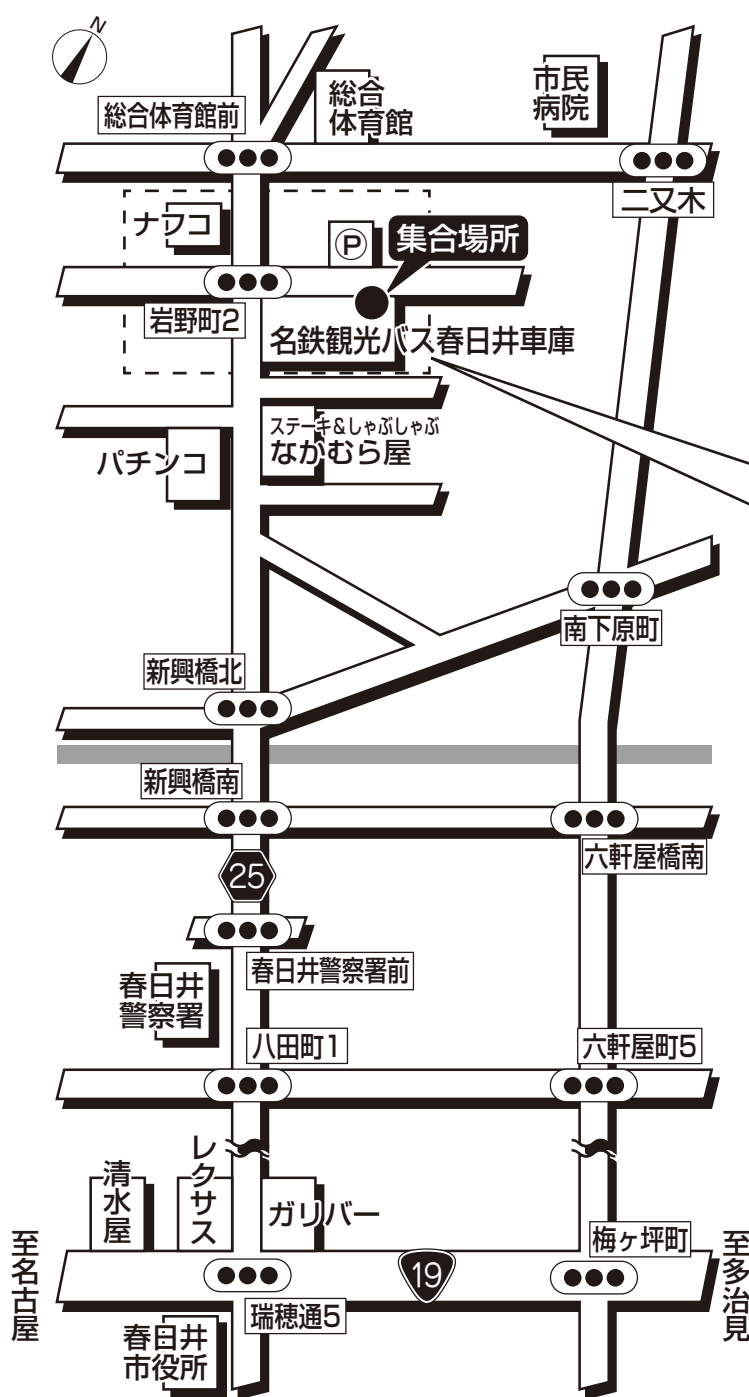 N
総合体育館前
総合
体育館
市民
病院
二又木
ナフコ
P
集合場所
岩野町2
名鉄観光バス春日井車庫
ステーキ&しゃぶしゃぶ
なかむら屋
パチンコ
南下原町
新興橋北
新興橋南
六軒屋橋南
25
春日井警察署前
春日井
警察署
八田町1
六軒屋町5
清水屋
レクサス
ガリバー
梅ヶ坪町
至名古屋
19
至多治見
瑞穂通5
春日井
市役所